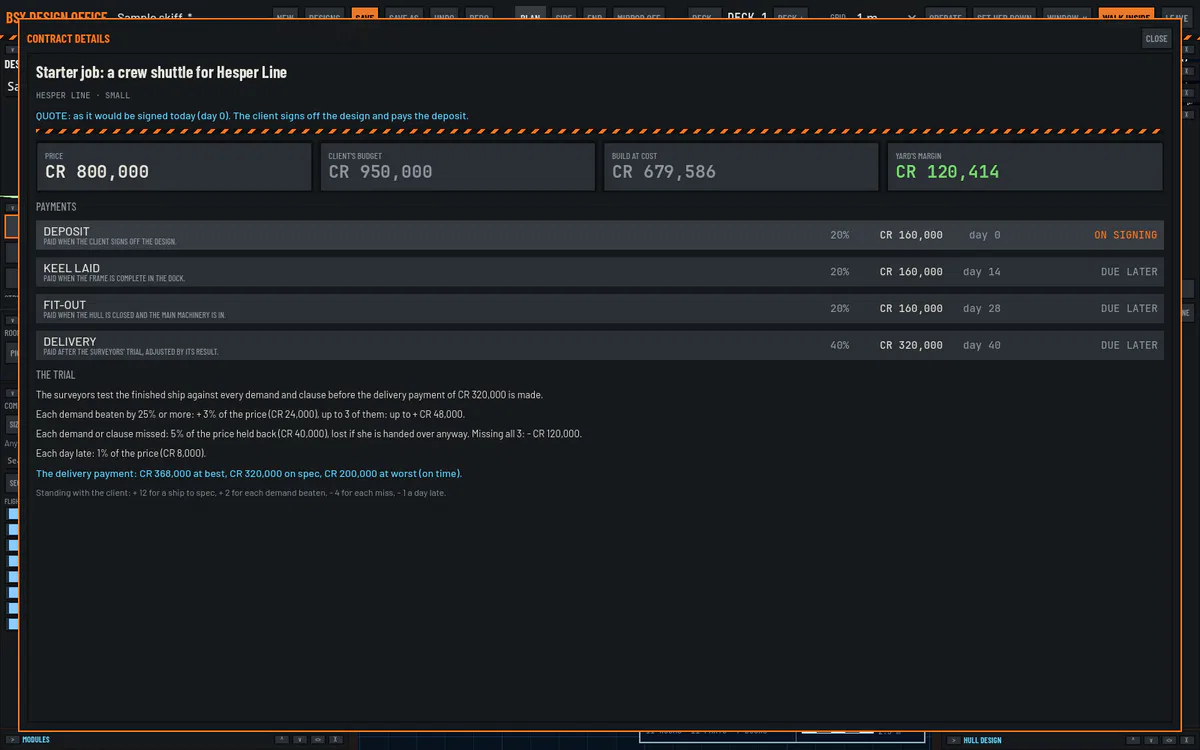 BSY DESIGN OFFICE
Sample skiff *
DECK 1
CONTRACT DETAILS
CLOSE
Starter job: a crew shuttle for Hesper Line
HESPER LINE · SMALL
QUOTE: as it would be signed today (day 0). The client signs off the design and pays the deposit.
PRICE
CR 800,000
CLIENT'S BUDGET
CR 950,000
BUILD AT COST
CR 679,586
YARD'S MARGIN
CR 120,414
PAYMENTS
DEPOSIT
PAID WHEN THE CLIENT SIGNS OFF THE DESIGN.
20% CR 160,000 day 0 ON SIGNING
KEEL LAID
PAID WHEN THE FRAME IS COMPLETE IN THE DOCK.
20% CR 160,000 day 14 DUE LATER
FIT-OUT
PAID WHEN THE HULL IS CLOSED AND THE MAIN MACHINERY IS IN.
20% CR 160,000 day 28 DUE LATER
DELIVERY
PAID AFTER THE SURVEYORS' TRIAL, ADJUSTED BY ITS RESULT.
40% CR 320,000 day 40 DUE LATER
THE TRIAL
The surveyors test the finished ship against every demand and clause before the delivery payment of CR 320,000 is made.
Each demand beaten by 25% or more: + 3% of the price (CR 24,000), up to 3 of them: up to + CR 48,000.
Each demand or clause missed: 5% of the price held back (CR 40,000), lost if she is handed over anyway. Missing all 3: - CR 120,000.
Each day late: 1% of the price (CR 8,000).
The delivery payment: CR 368,000 at best, CR 320,000 on spec, CR 200,000 at worst (on time).
Standing with the client: + 12 for a ship to spec, + 2 for each demand beaten. - 4 for each miss. - 1 a day late.
MODULES
HULL DESIGN